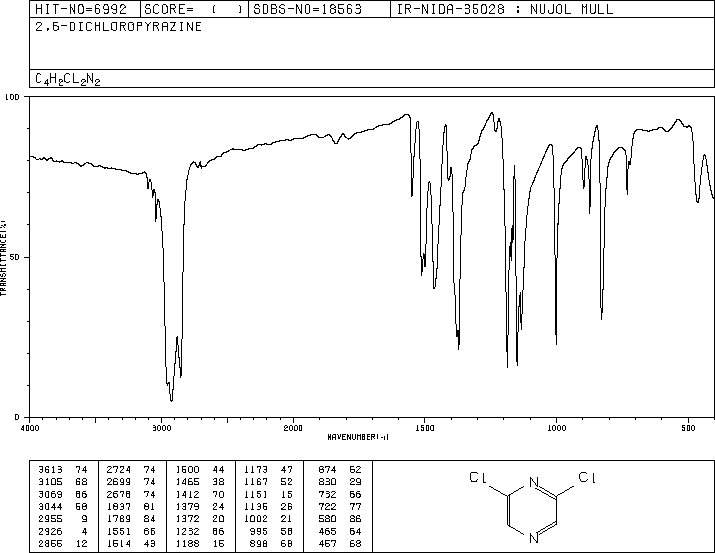 HIT-NO=6992 SCORE= ( ) SDBS-NO=18563 IR-NIDA-35028 : NUJOL MULL
2,6-DICHLOROPYRAZINE
C4H2CL2N2
100
50
0
TRANSMITTANCE(%)
4000 3000 2000 1500 1000 500
WAVENUMBER(-1)
3613 74 2724 74 1500 44 1173 47 874 62
3105 68 2699 74 1465 38 1167 52 830 29
3069 66 2678 74 1412 70 1151 15 732 66
3044 60 1837 81 1379 24 1136 26 722 77
2955 9 1789 84 1372 20 1002 21 580 86
2926 4 1551 66 1232 86 995 58 465 64
2855 12 1514 43 1188 15 898 68 457 68
Cl N Cl
N